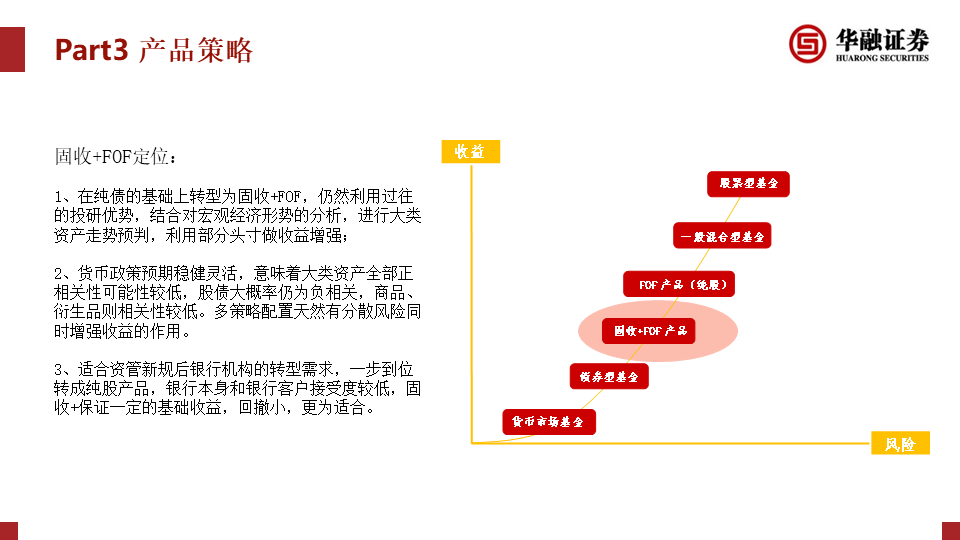 Part3 产品策略
华融证券
HUARONG SECURITIES
固收+FOF定位：
1、在纯债的基础上转型为固收+FOF，仍然利用过往
的投研优势，结合对宏观经济形势的分析，进行大类
资产走势预判，利用部分头寸做收益增强；
2、货币政策预期稳健灵活，意味着大类资产全部正
相关性可能性较低，股债大概率仍为负相关，商品、
衍生品则相关性较低。多策略配置天然有分散风险同
时增强收益的作用。
3、适合资管新规后银行机构的转型需求，一步到位
转成纯股产品，银行本身和银行客户接受度较低，固
收+保证一定的基础收益，回撤小，更为适合。
收益
股票型基金
一般混合型基金
FOF产品（纯股）
固收+FOF产品
债券型基金
货币市场基金
风险